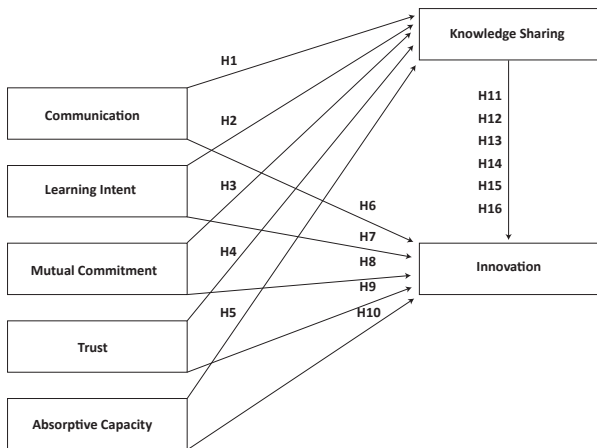 Knowledge Sharing
H1
H11
Communication
H2
H12
H13
Learning Intent
H3
H14
H15
H6
H16
H7
Mutual Commitment
H4
H8
Innovation
H9
H5
H10
Trust
Absorptive Capacity